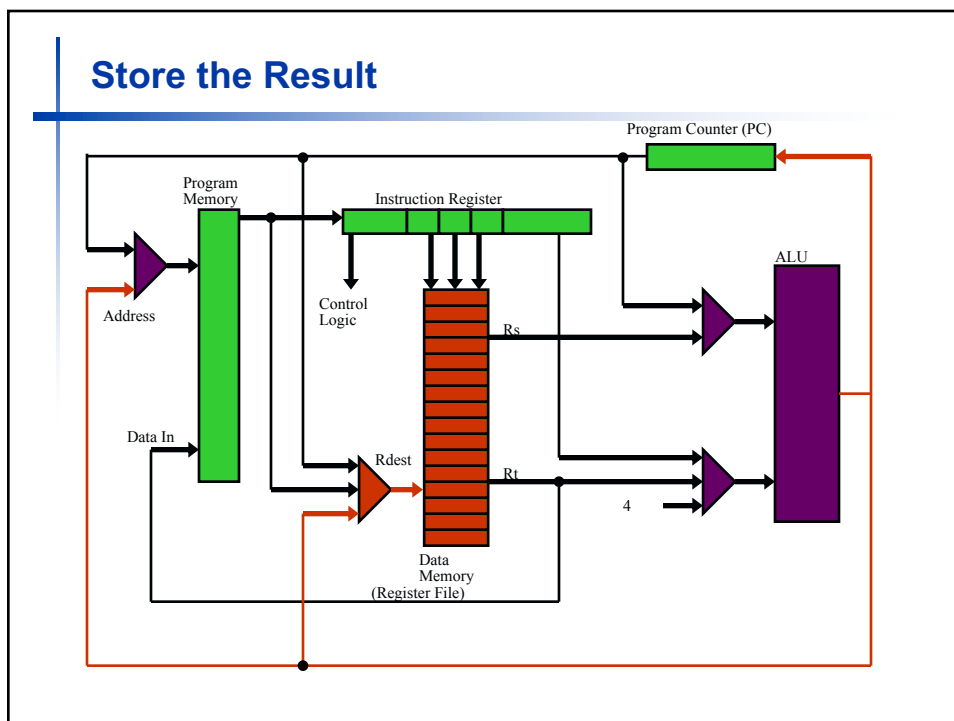 Store the Result
Program Counter (PC)
Program
Memory
Instruction Register
ALU
Control
Logic
Address
Rs
Data In
Rdest
Rt
4
Data
Memory
(Register File)